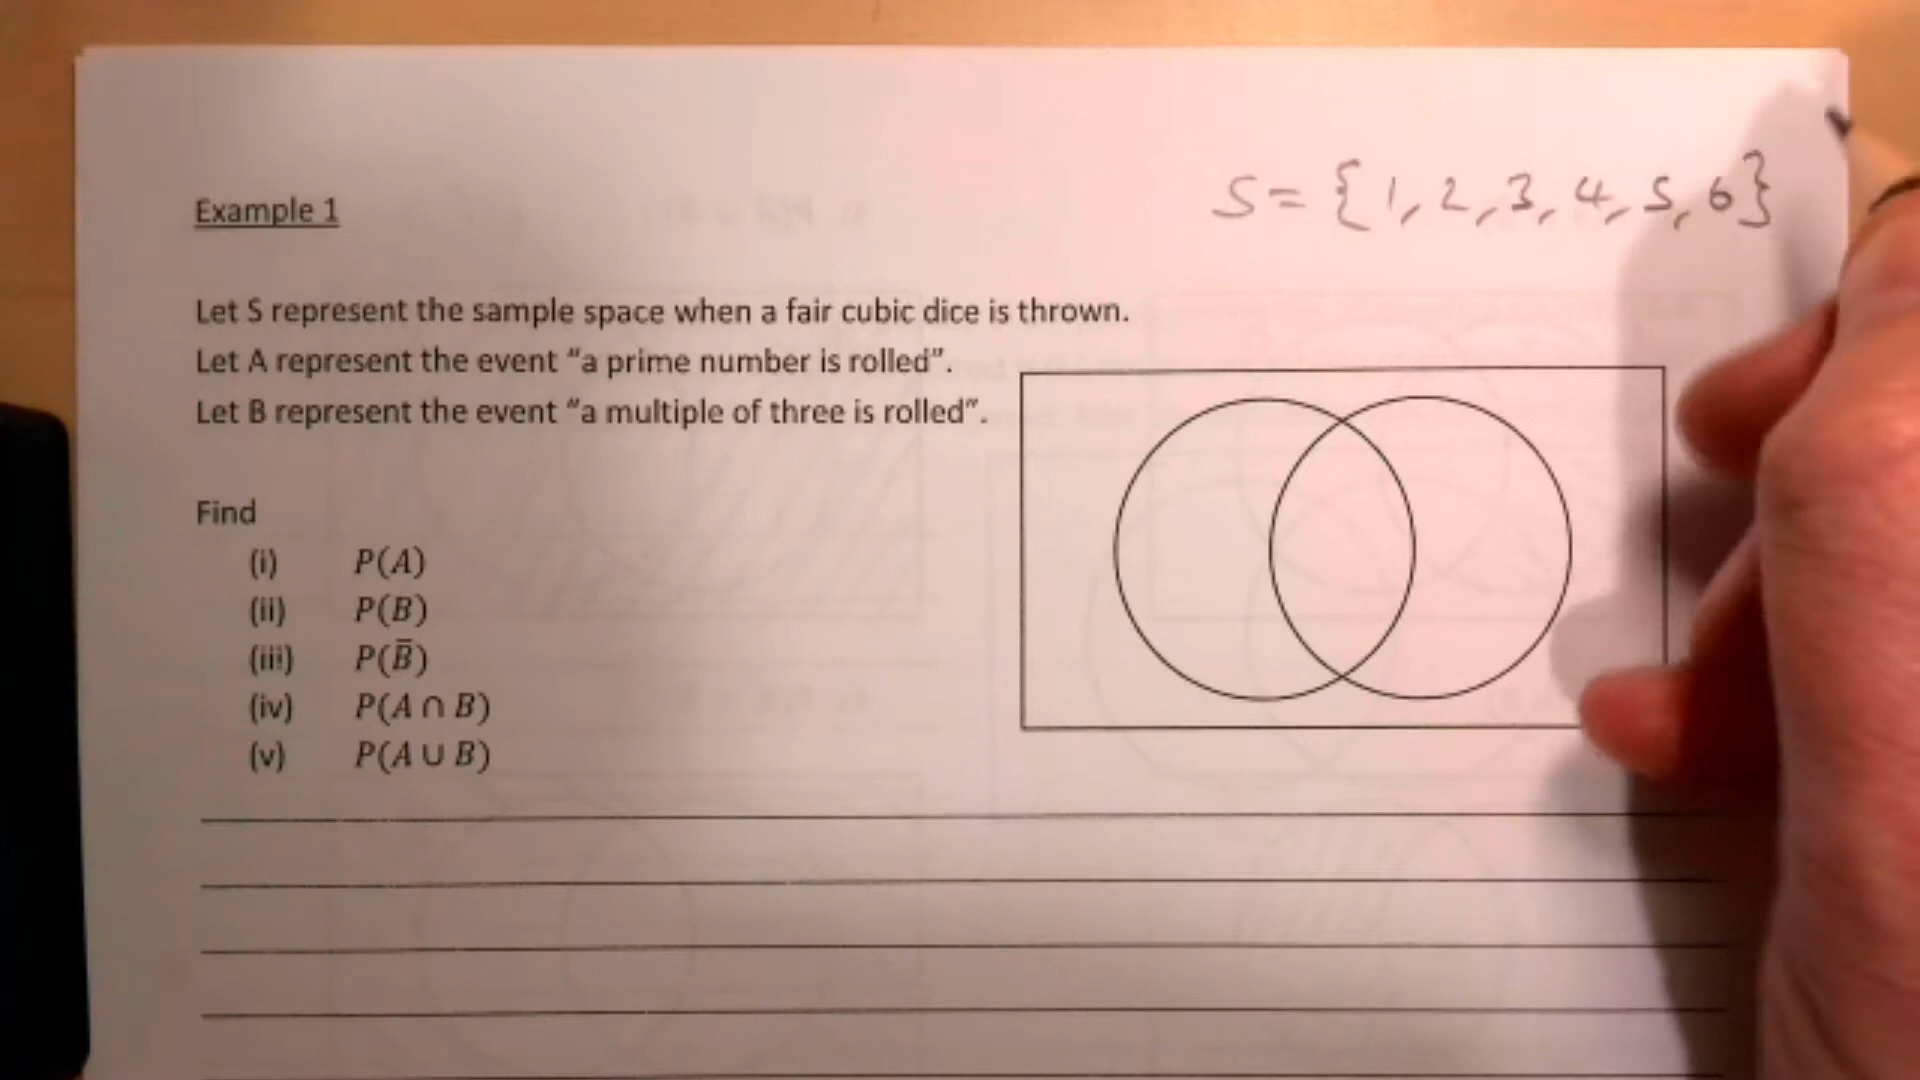 S = {1, 2, 3, 4, 5, 6}
Example 1
Let S represent the sample space when a fair cubic dice is thrown.
Let A represent the event “a prime number is rolled”.
Let B represent the event “a multiple of three is rolled”.
Find
(i) P(A)
(ii) P(B)
(iii) P(B̅)
(iv) P(A ∩ B)
(v) P(A ∪ B)